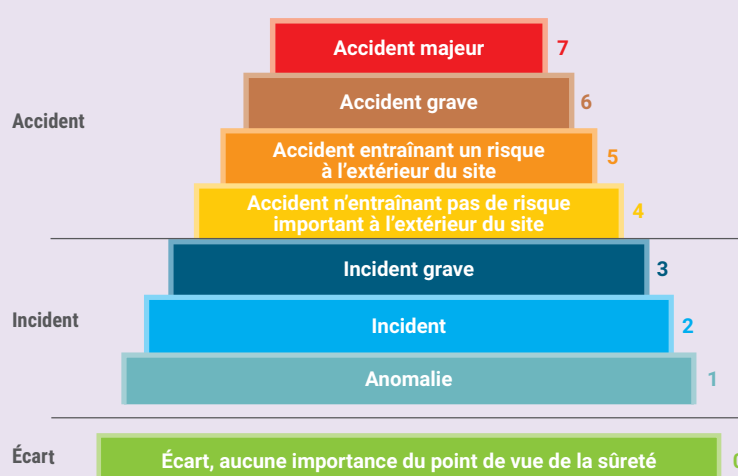 Accident majeur 7
Accident grave 6
Accident
Accident entraînant un risque
à l'extérieur du site 5
Accident n'entraînant pas de risque
important à l'extérieur du site 4
Incident grave 3
Incident
Incident 2
Anomalie 1
Écart
Écart, aucune importance du point de vue de la sûreté 0